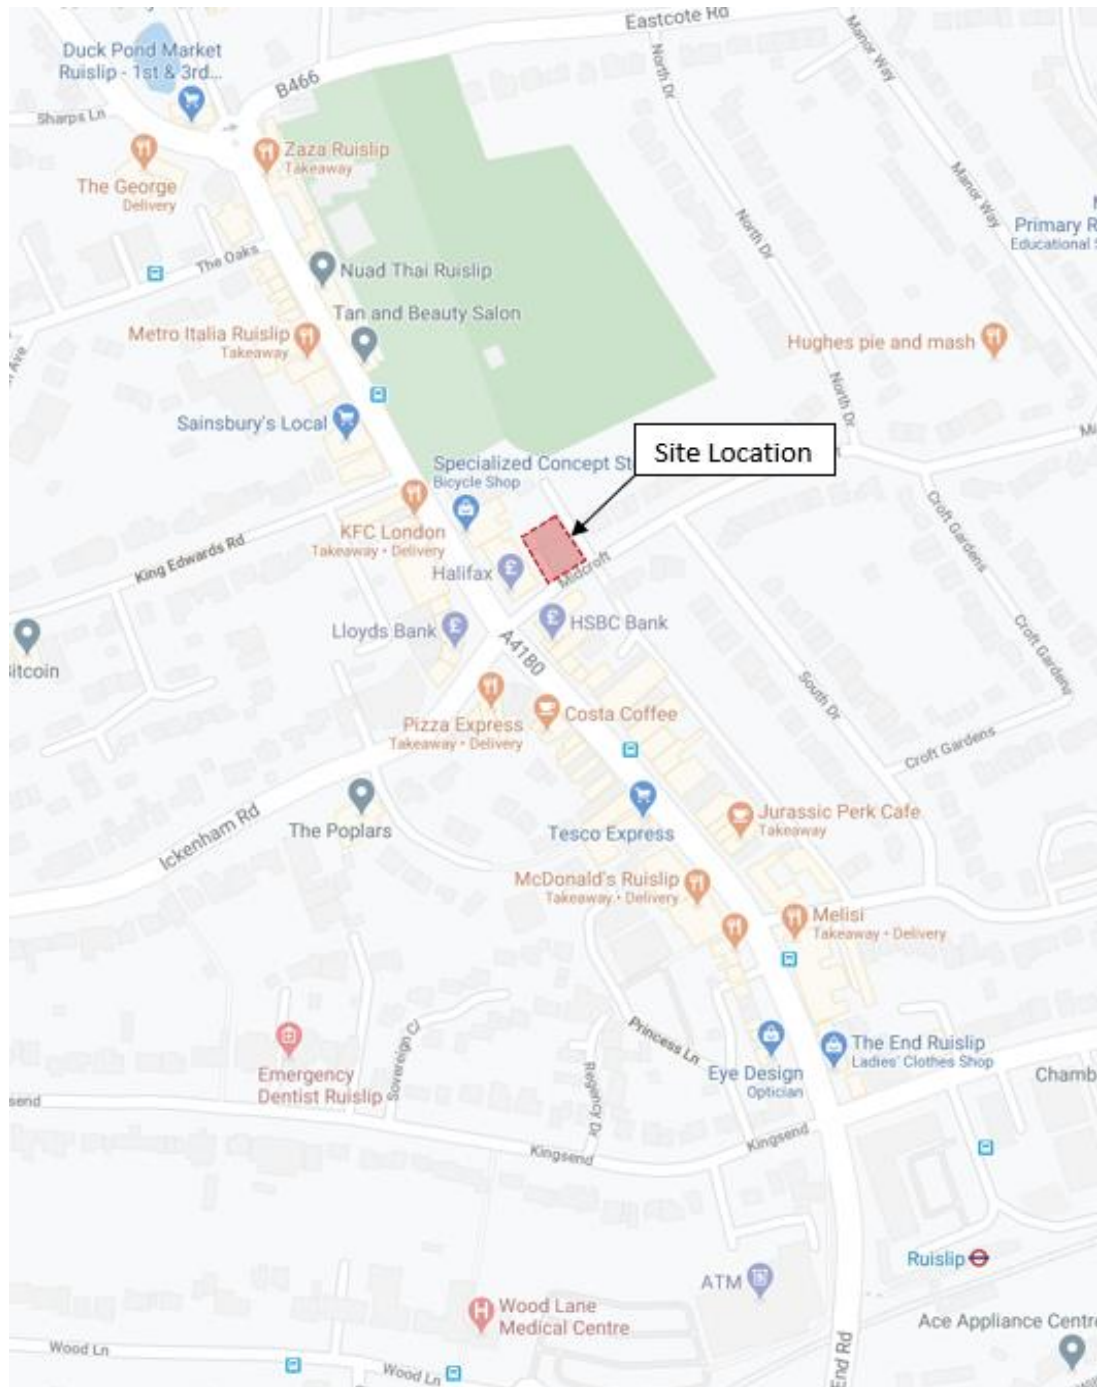 Eastcote Rd
Duck Pond Market
Ruislip - 1st & 3rd...
B466
North Dr
Manor Way
Sharps Ln
Zaza Ruislip
Takeaway
The George
Delivery
Manor Way
Primary R
Educational S
North Dr
The Oaks
Nuad Thai Ruislip
Tan and Beauty Salon
Metro Italia Ruislip
Takeaway
Hughes pie and mash
Ave
North Dr
Sainsbury's Local
Specialized Concept St
Bicycle Shop
Site Location
KFC London
Takeaway • Delivery
King Edwards Rd
Croft Gardens
Halifax
Midcroft
Lloyds Bank
HSBC Bank
A4180
Croft Gardens
itcoin
South Dr
Pizza Express
Takeaway • Delivery
Costa Coffee
Croft Gardens
Ickenham Rd
The Poplars
Tesco Express
Jurassic Perk Cafe
Takeaway
McDonald's Ruislip
Takeaway • Delivery
Melisi
Takeaway • Delivery
Princess Ln
Sovereign Cl
Regency Dr
Emergency
Dentist Ruislip
Eye Design
Optician
The End Ruislip
Ladies' Clothes Shop
Chamb
send
Kingsend
Kingsend
Ruislip
ATM
Wood Lane
Medical Centre
Ace Appliance Centre
Wood Ln
Wood Ln
End Rd